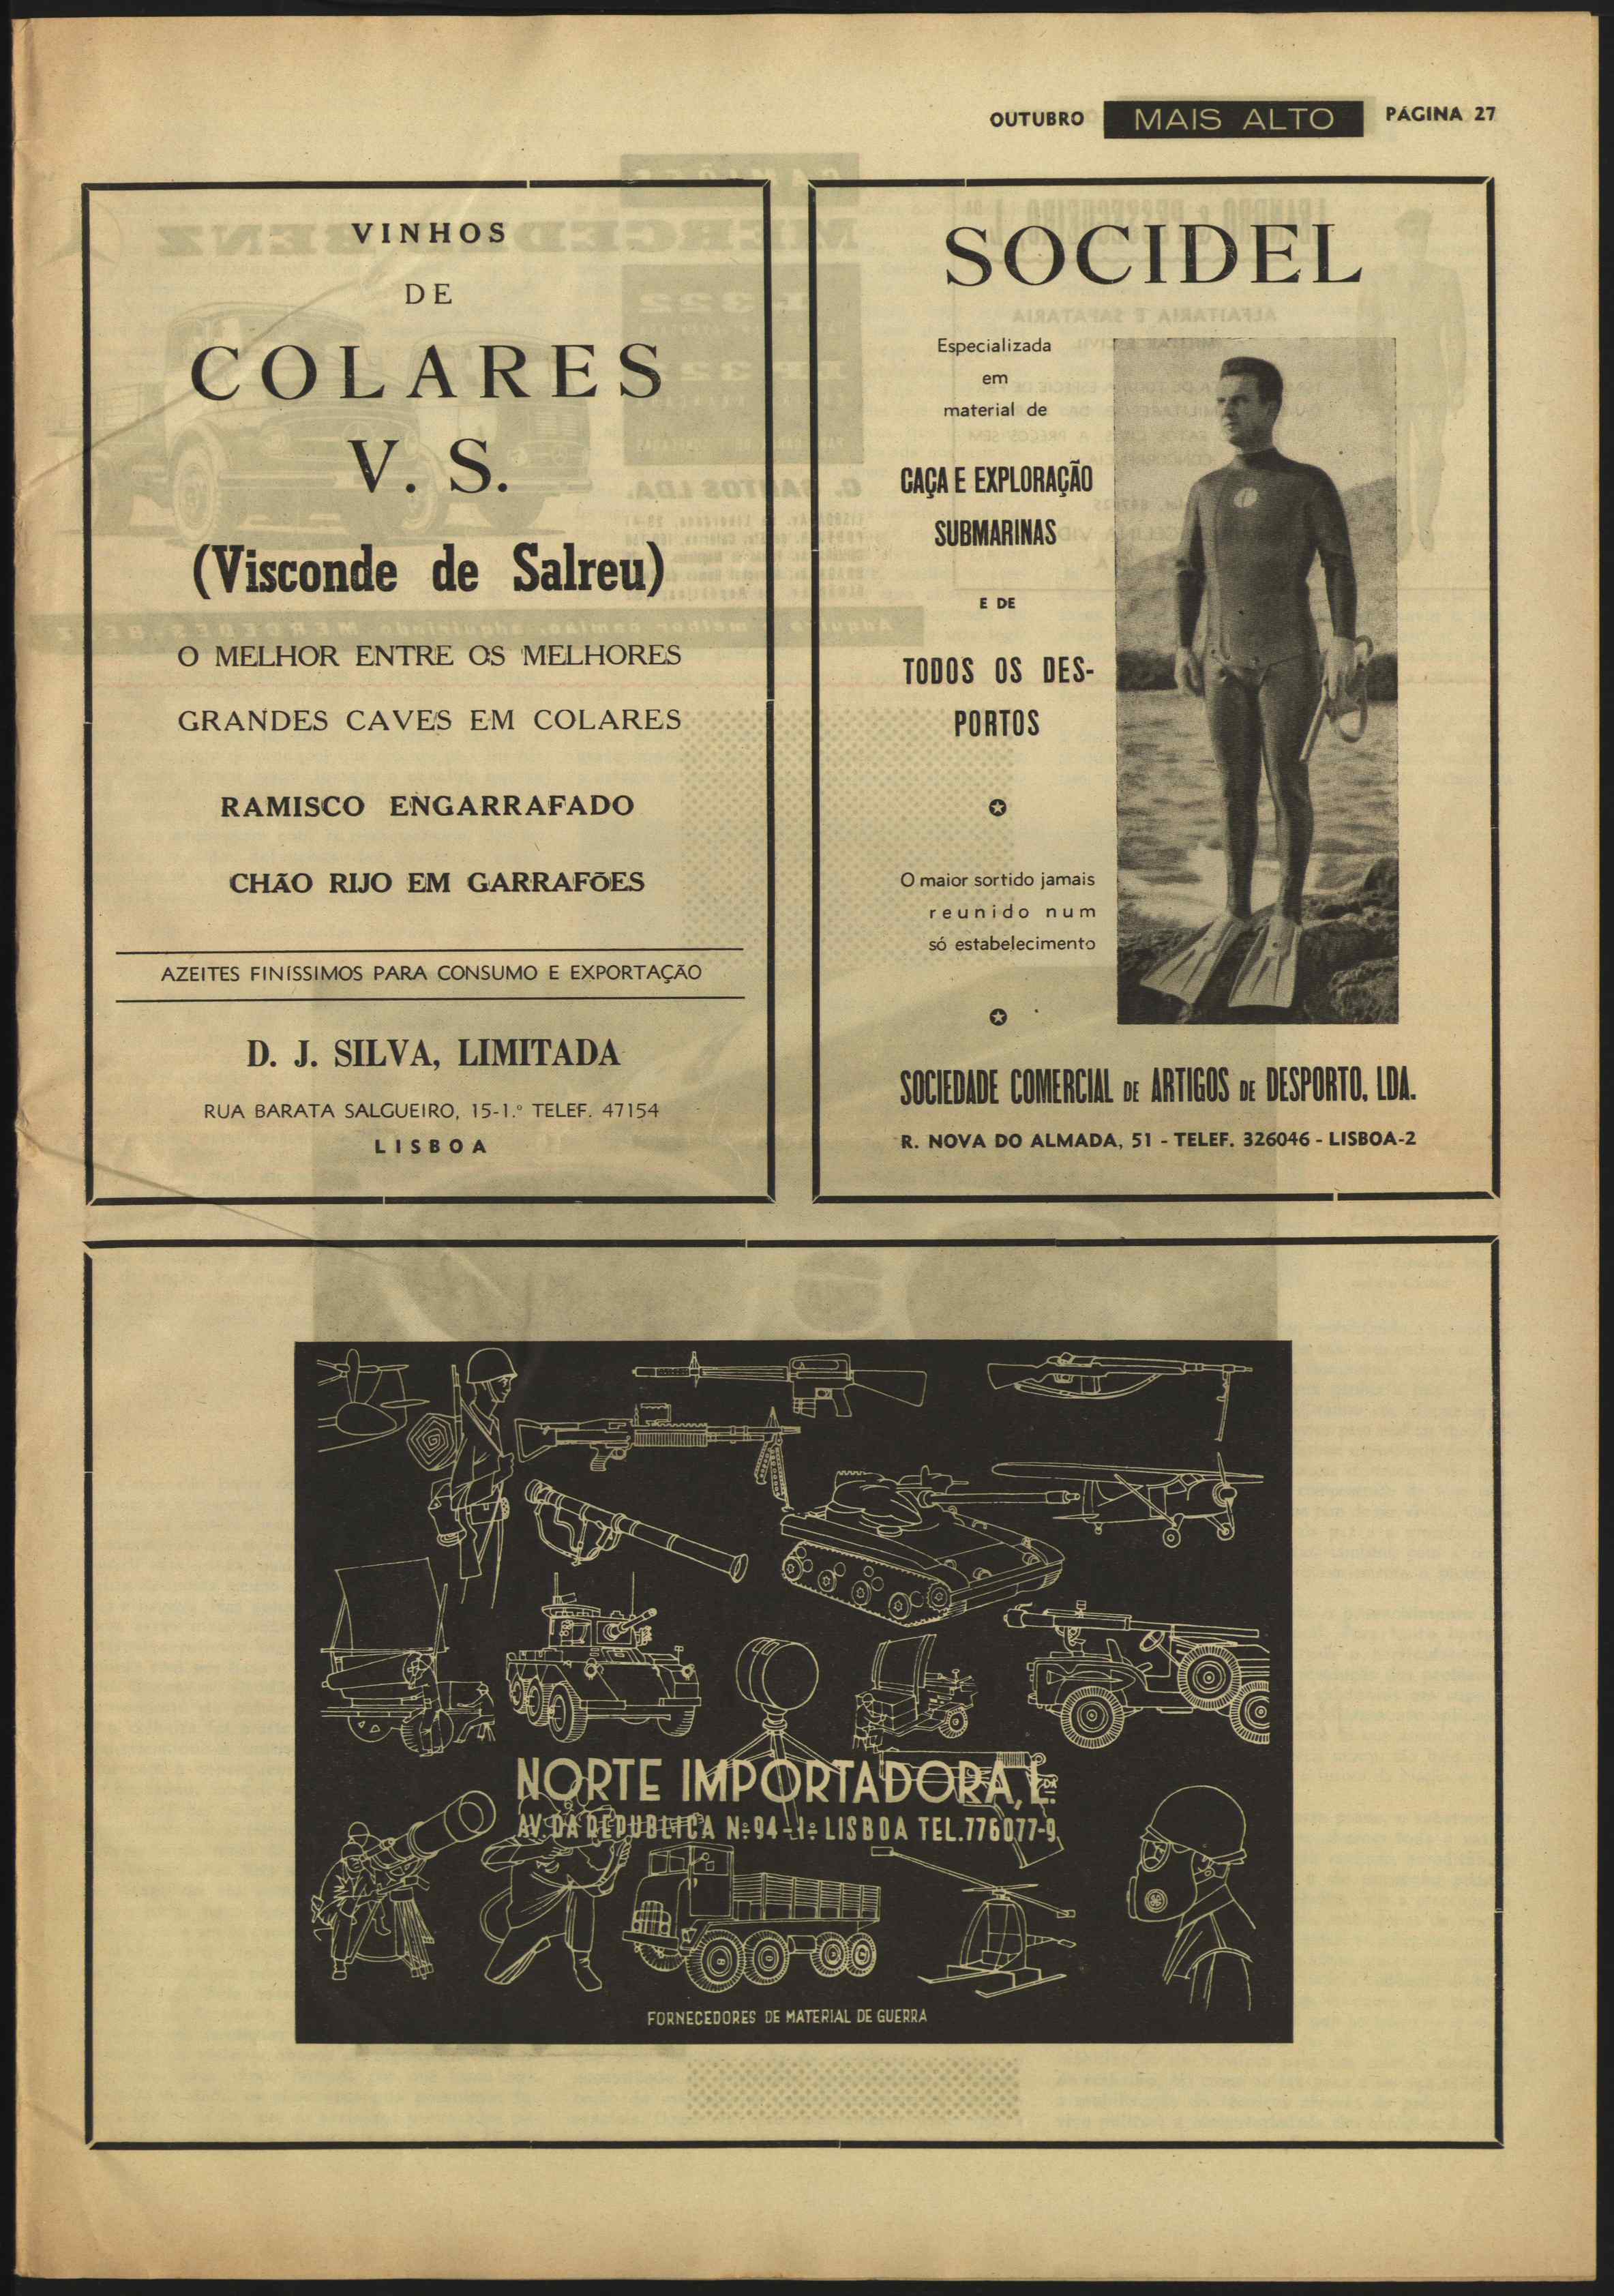 OUTUBRO MAIS ALTO PÁGINA 27
VINHOS
DE
COLARES
V. S.
(Visconde de Salreu)
O MELHOR ENTRE OS MELHORES
GRANDES CAVES EM COLARES
RAMISCO ENGARRAFADO
CHÃO RIJO EM GARRAFÕES
AZEITES FINÍSSIMOS PARA CONSUMO E EXPORTAÇÃO
D. J. SILVA, LIMITADA
RUA BARATA SALGUEIRO, 15-1.º TELEF. 47154
LISBOA
SOCIDEL
Especializada
em
material de
CAÇA E EXPLORAÇÃO
SUBMARINAS
E DE
TODOS OS DES-
PORTOS
O maior sortido jamais
reunido num
só estabelecimento
SOCIEDADE COMERCIAL DE ARTIGOS DE DESPORTO, LDA.
R. NOVA DO ALMADA, 51 - TELEF. 326046 - LISBOA-2
NORTE IMPORTADORA, L.DA
AV. DA REPUBLICA Nº 94-1º LISBOA TEL. 776077-9
FORNECEDORES DE MATERIAL DE GUERRA